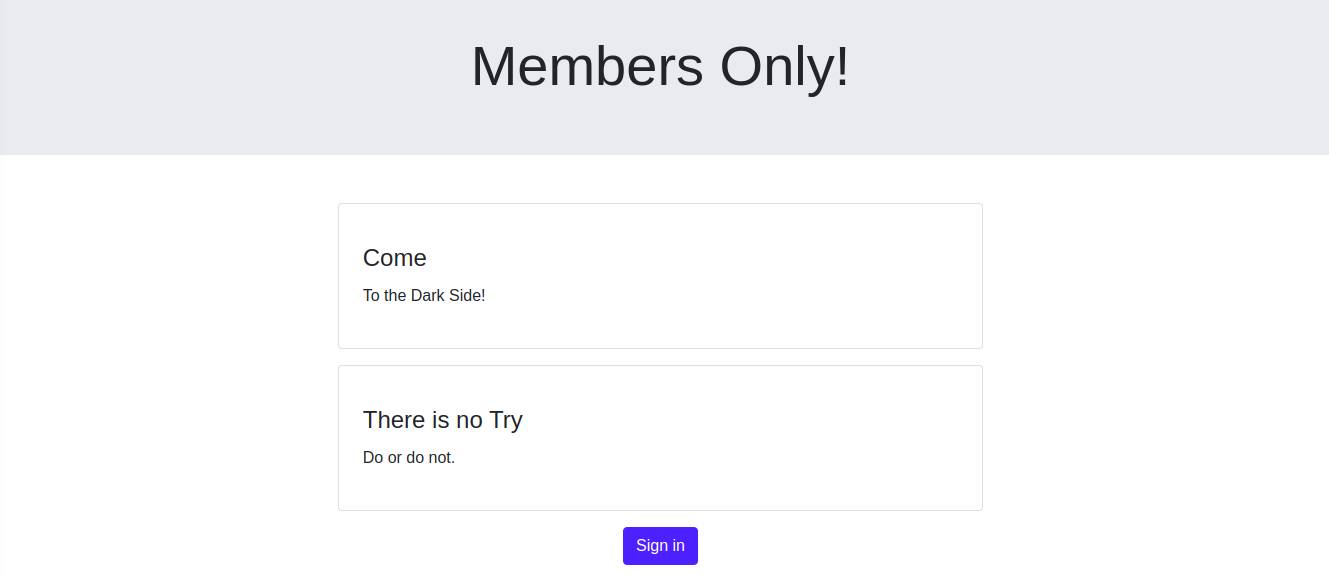 Members Only!
Come
To the Dark Side!
There is no Try
Do or do not.
Sign in